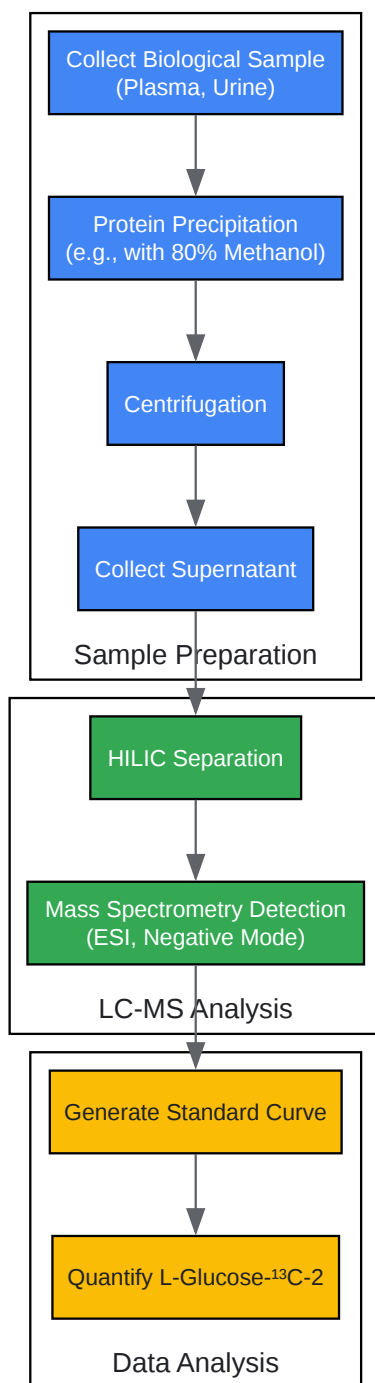 Collect Biological Sample
(Plasma, Urine)
Protein Precipitation
(e.g., with 80% Methanol)
Centrifugation
Collect Supernatant
Sample Preparation
HILIC Separation
Mass Spectrometry Detection
(ESI, Negative Mode)
LC-MS Analysis
Generate Standard Curve
Quantify L-Glucose-¹³C-2
Data Analysis